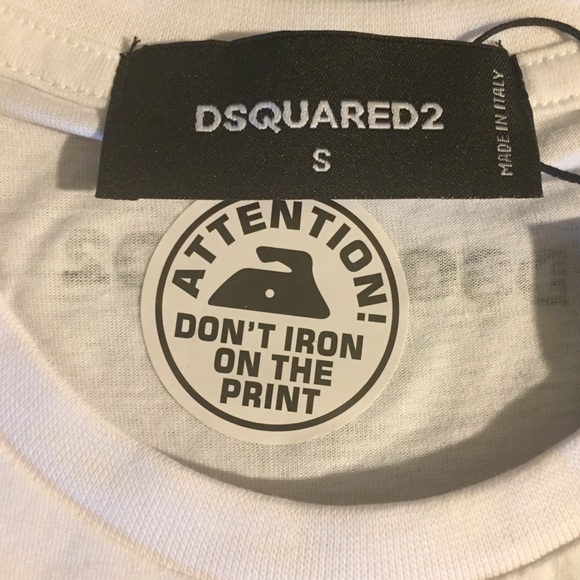 DSQUARED2
S
MADE IN ITALY
ATTENTION!
DON'T IRON
ON THE
PRINT